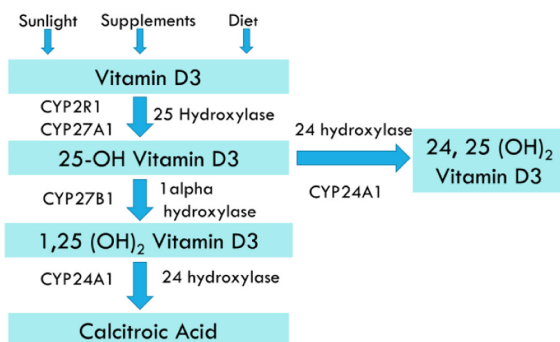 Sunlight Supplements Diet
Vitamin D3
CYP2R1
CYP27A1
25 Hydroxylase
25-OH Vitamin D3
24 hydroxylase
CYP24A1
24, 25 (OH)₂
Vitamin D3
CYP27B1
1alpha
hydroxylase
1,25 (OH)₂ Vitamin D3
CYP24A1
24 hydroxylase
Calcitroic Acid